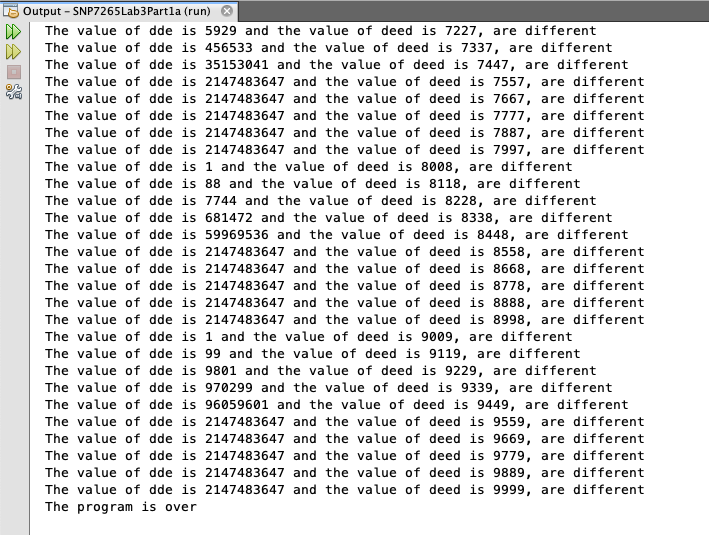 Output – SNP7265Lab3Part1a (run)
The value of dde is 5929 and the value of deed is 7227, are different
The value of dde is 456533 and the value of deed is 7337, are different
The value of dde is 35153041 and the value of deed is 7447, are different
The value of dde is 2147483647 and the value of deed is 7557, are different
The value of dde is 2147483647 and the value of deed is 7667, are different
The value of dde is 2147483647 and the value of deed is 7777, are different
The value of dde is 2147483647 and the value of deed is 7887, are different
The value of dde is 2147483647 and the value of deed is 7997, are different
The value of dde is 1 and the value of deed is 8008, are different
The value of dde is 88 and the value of deed is 8118, are different
The value of dde is 7744 and the value of deed is 8228, are different
The value of dde is 681472 and the value of deed is 8338, are different
The value of dde is 59969536 and the value of deed is 8448, are different
The value of dde is 2147483647 and the value of deed is 8558, are different
The value of dde is 2147483647 and the value of deed is 8668, are different
The value of dde is 2147483647 and the value of deed is 8778, are different
The value of dde is 2147483647 and the value of deed is 8888, are different
The value of dde is 2147483647 and the value of deed is 8998, are different
The value of dde is 1 and the value of deed is 9009, are different
The value of dde is 99 and the value of deed is 9119, are different
The value of dde is 9801 and the value of deed is 9229, are different
The value of dde is 970299 and the value of deed is 9339, are different
The value of dde is 96059601 and the value of deed is 9449, are different
The value of dde is 2147483647 and the value of deed is 9559, are different
The value of dde is 2147483647 and the value of deed is 9669, are different
The value of dde is 2147483647 and the value of deed is 9779, are different
The value of dde is 2147483647 and the value of deed is 9889, are different
The value of dde is 2147483647 and the value of deed is 9999, are different
The program is over